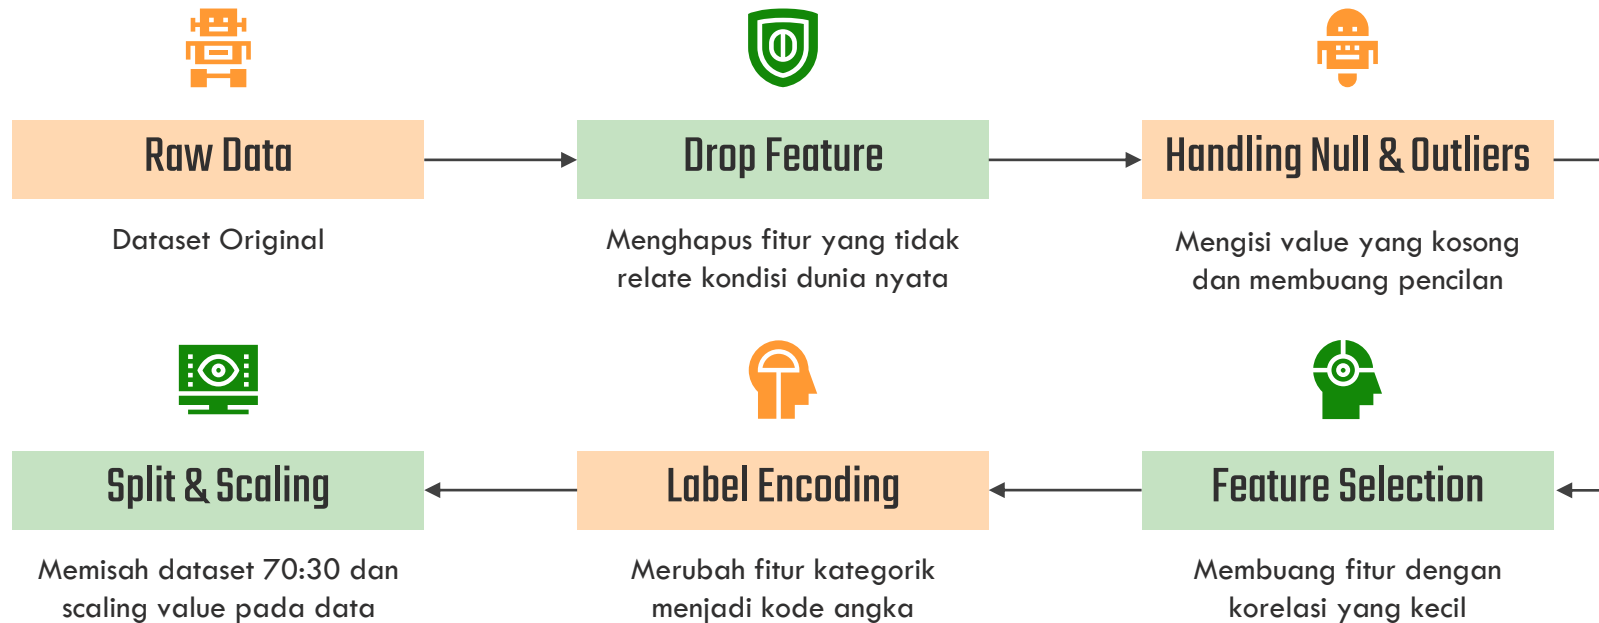 Raw Data
Dataset Original
Drop Feature
Menghapus fitur yang tidak
relate kondisi dunia nyata
Handling Null & Outliers
Mengisi value yang kosong
dan membuang pencilan
Feature Selection
Membuang fitur dengan
korelasi yang kecil
Label Encoding
Merubah fitur kategorik
menjadi kode angka
Split & Scaling
Memisah dataset 70:30 dan
scaling value pada data